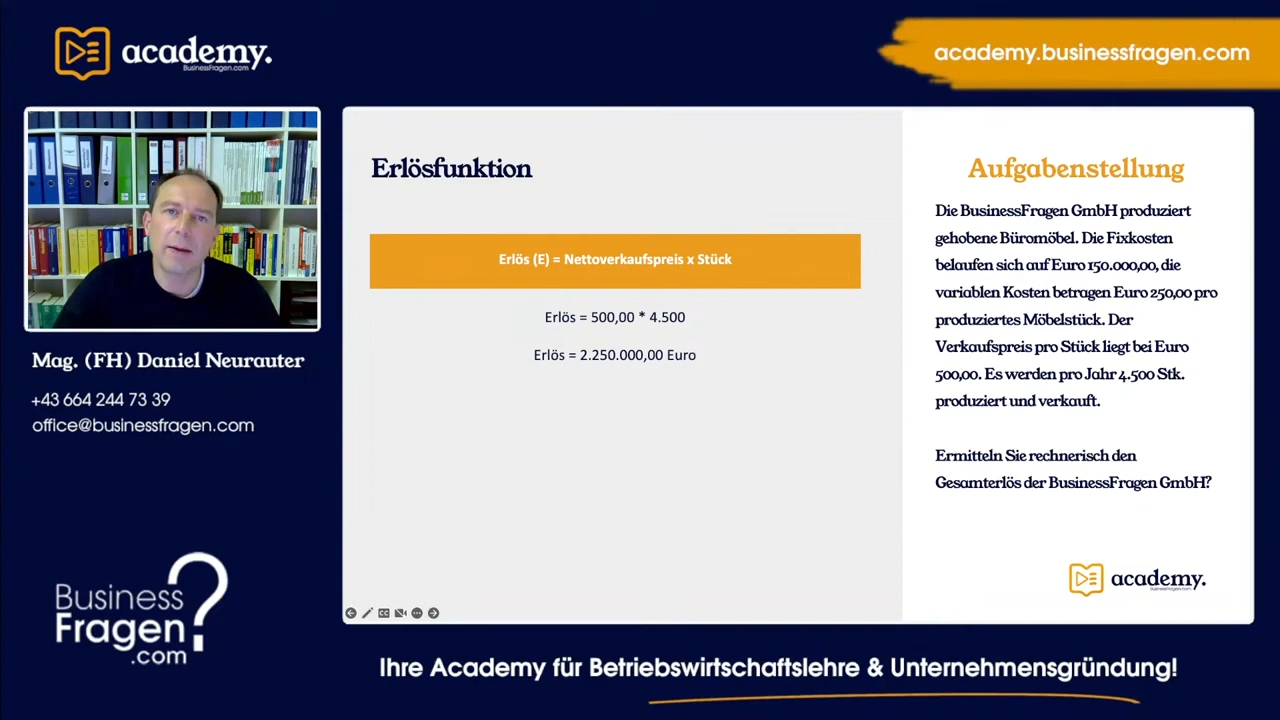 academy.
BusinessFragen.com
academy.businessfragen.com
Mag. (FH) Daniel Neurauter
+43 664 244 73 39
office@businessfragen.com
Business
Fragen
.com
?
Erlösfunktion
Erlös (E) = Nettoverkaufspreis x Stück
Erlös = 500,00 * 4.500
Erlös = 2.250.000,00 Euro
Aufgabenstellung
Die BusinessFragen GmbH produziert
gehobene Büromöbel. Die Fixkosten
belaufen sich auf Euro 150.000,00, die
variablen Kosten betragen Euro 250,00 pro
produziertes Möbelstück. Der
Verkaufspreis pro Stück liegt bei Euro
500,00. Es werden pro Jahr 4.500 Stk.
produziert und verkauft.
Ermitteln Sie rechnerisch den
Gesamterlös der BusinessFragen GmbH?
academy.
BusinessFragen.com
Ihre Academy für Betriebswirtschaftslehre & Unternehmensgründung!